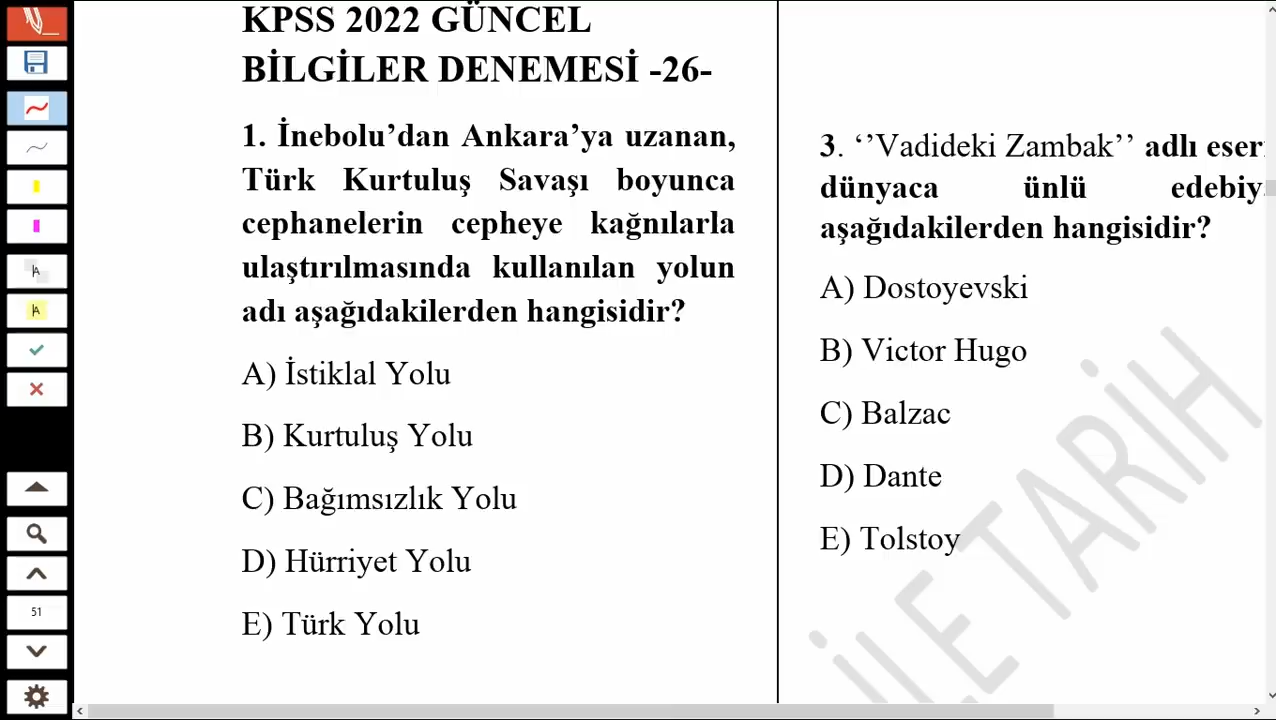 KPSS 2022 GÜNCEL
BİLGİLER DENEMESİ -26-
1. İnebolu’dan Ankara’ya uzanan,
Türk Kurtuluş Savaşı boyunca
cephanelerin cepheye kağnılarla
ulaştırılmasında kullanılan yolun
adı aşağıdakilerden hangisidir?
A) İstiklal Yolu
B) Kurtuluş Yolu
C) Bağımsızlık Yolu
D) Hürriyet Yolu
E) Türk Yolu
3. ‘’Vadideki Zambak’’ adlı eser
dünyaca ünlü edebiy
aşağıdakilerden hangisidir?
A) Dostoyevski
B) Victor Hugo
C) Balzac
D) Dante
E) Tolstoy
İLE TARİH
51